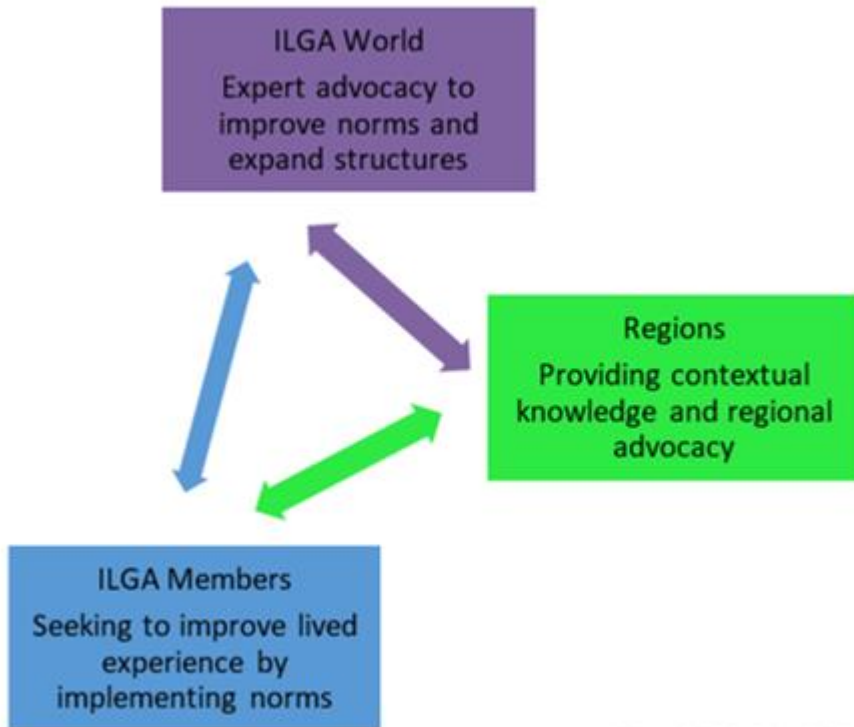 ILGA World
Expert advocacy to
improve norms and
expand structures
Regions
Providing contextual
knowledge and regional
advocacy
ILGA Members
Seeking to improve lived
experience by
implementing norms